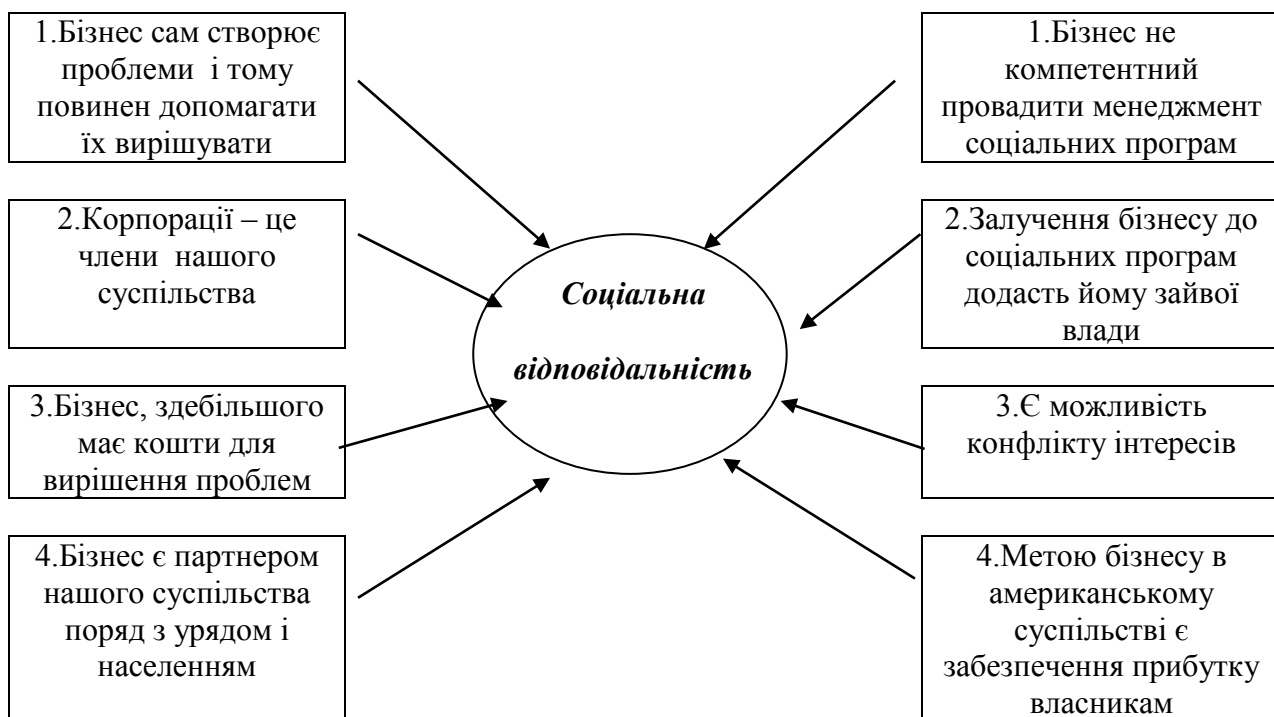 1.Бізнес сам створює
проблеми і тому
повинен допомагати
їх вирішувати
2.Корпорації – це
члени нашого
суспільства
3.Бізнес, здебільшого
має кошти для
вирішення проблем
4.Бізнес є партнером
нашого суспільства
поряд з урядом і
населенням
Соціальна
відповідальність
1.Бізнес не
компетентний
провадити менеджмент
соціальних програм
2.Залучення бізнесу до
соціальних програм
додасть йому зайвої
влади
3.Є можливість
конфлікту інтересів
4.Метою бізнесу в
американському
суспільстві є
забезпечення прибутку
власникам